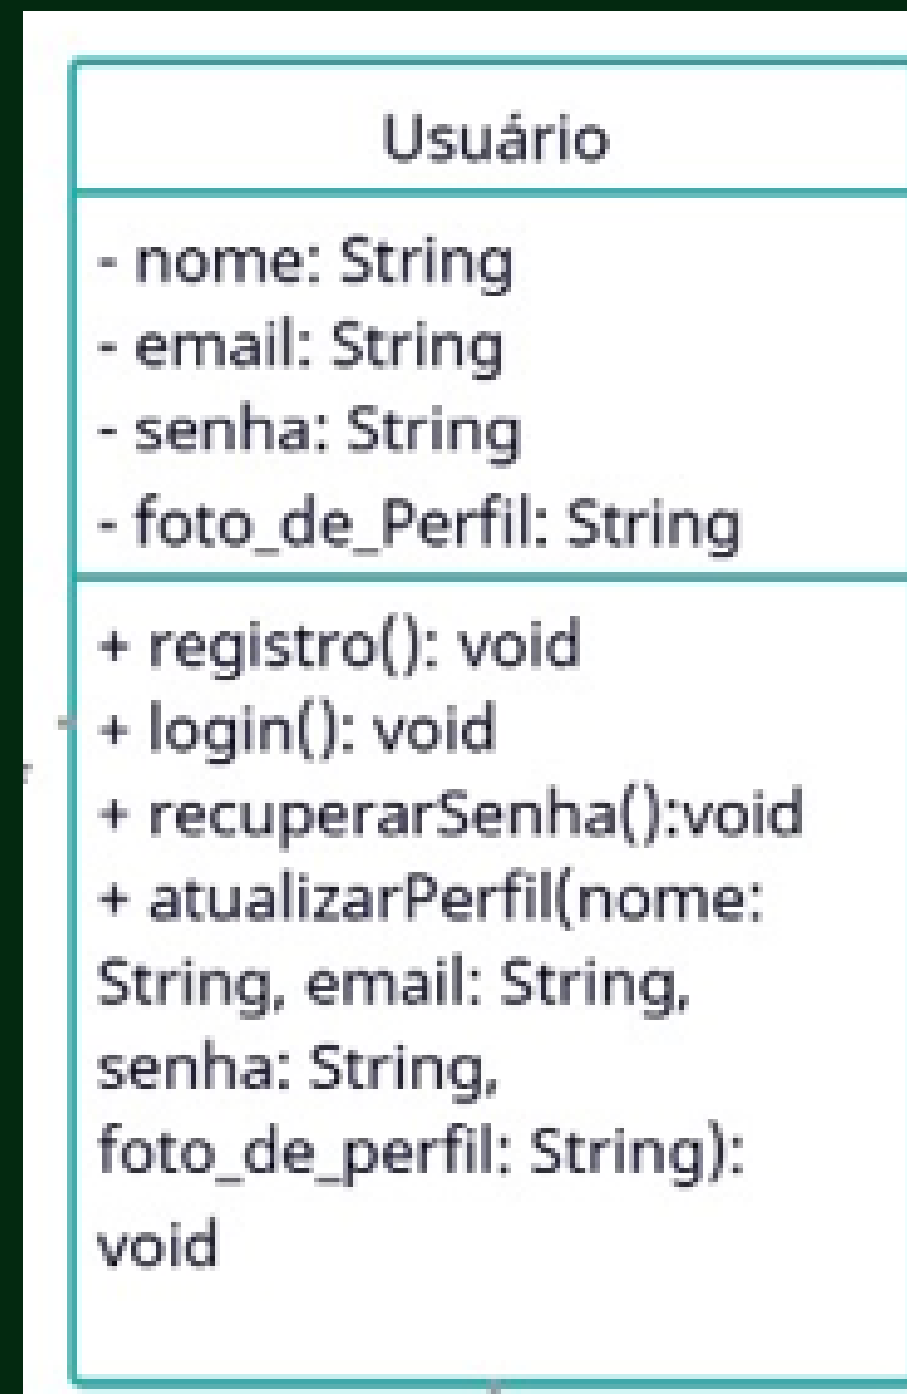 Usuário
- nome: String
- email: String
- senha: String
- foto_de_Perfil: String
+ registro(): void
+ login(): void
+ recuperarSenha():void
+ atualizarPerfil(nome:
String, email: String,
senha: String,
foto_de_perfil: String):
void